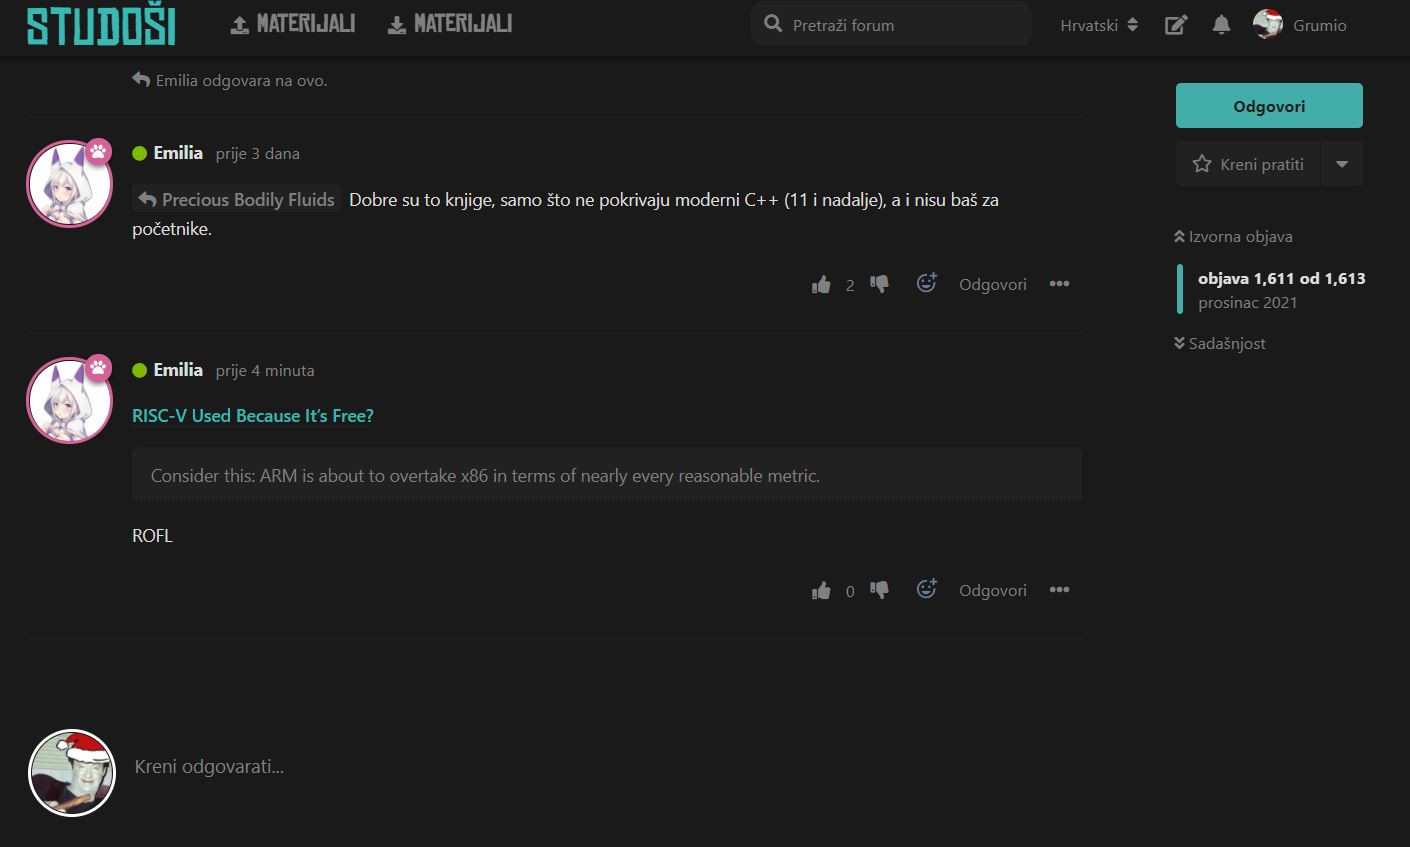 STUDOŠI
MATERIJALI
MATERIJALI
Pretraži forum
Hrvatski
Grumio
Emilia odgovara na ovo.
Emilia prije 3 dana
Precious Bodily Fluids Dobre su to knjige, samo što ne pokrivaju moderni C++ (11 i nadalje), a i nisu baš za
početnike.
2 Odgovori
Emilia prije 4 minuta
RISC-V Used Because It’s Free?
Consider this: ARM is about to overtake x86 in terms of nearly every reasonable metric.
ROFL
0 Odgovori
Kreni odgovarati...
Odgovori
Kreni pratiti
Izvorna objava
objava 1,611 od 1,613
prosinac 2021
Sadašnjost